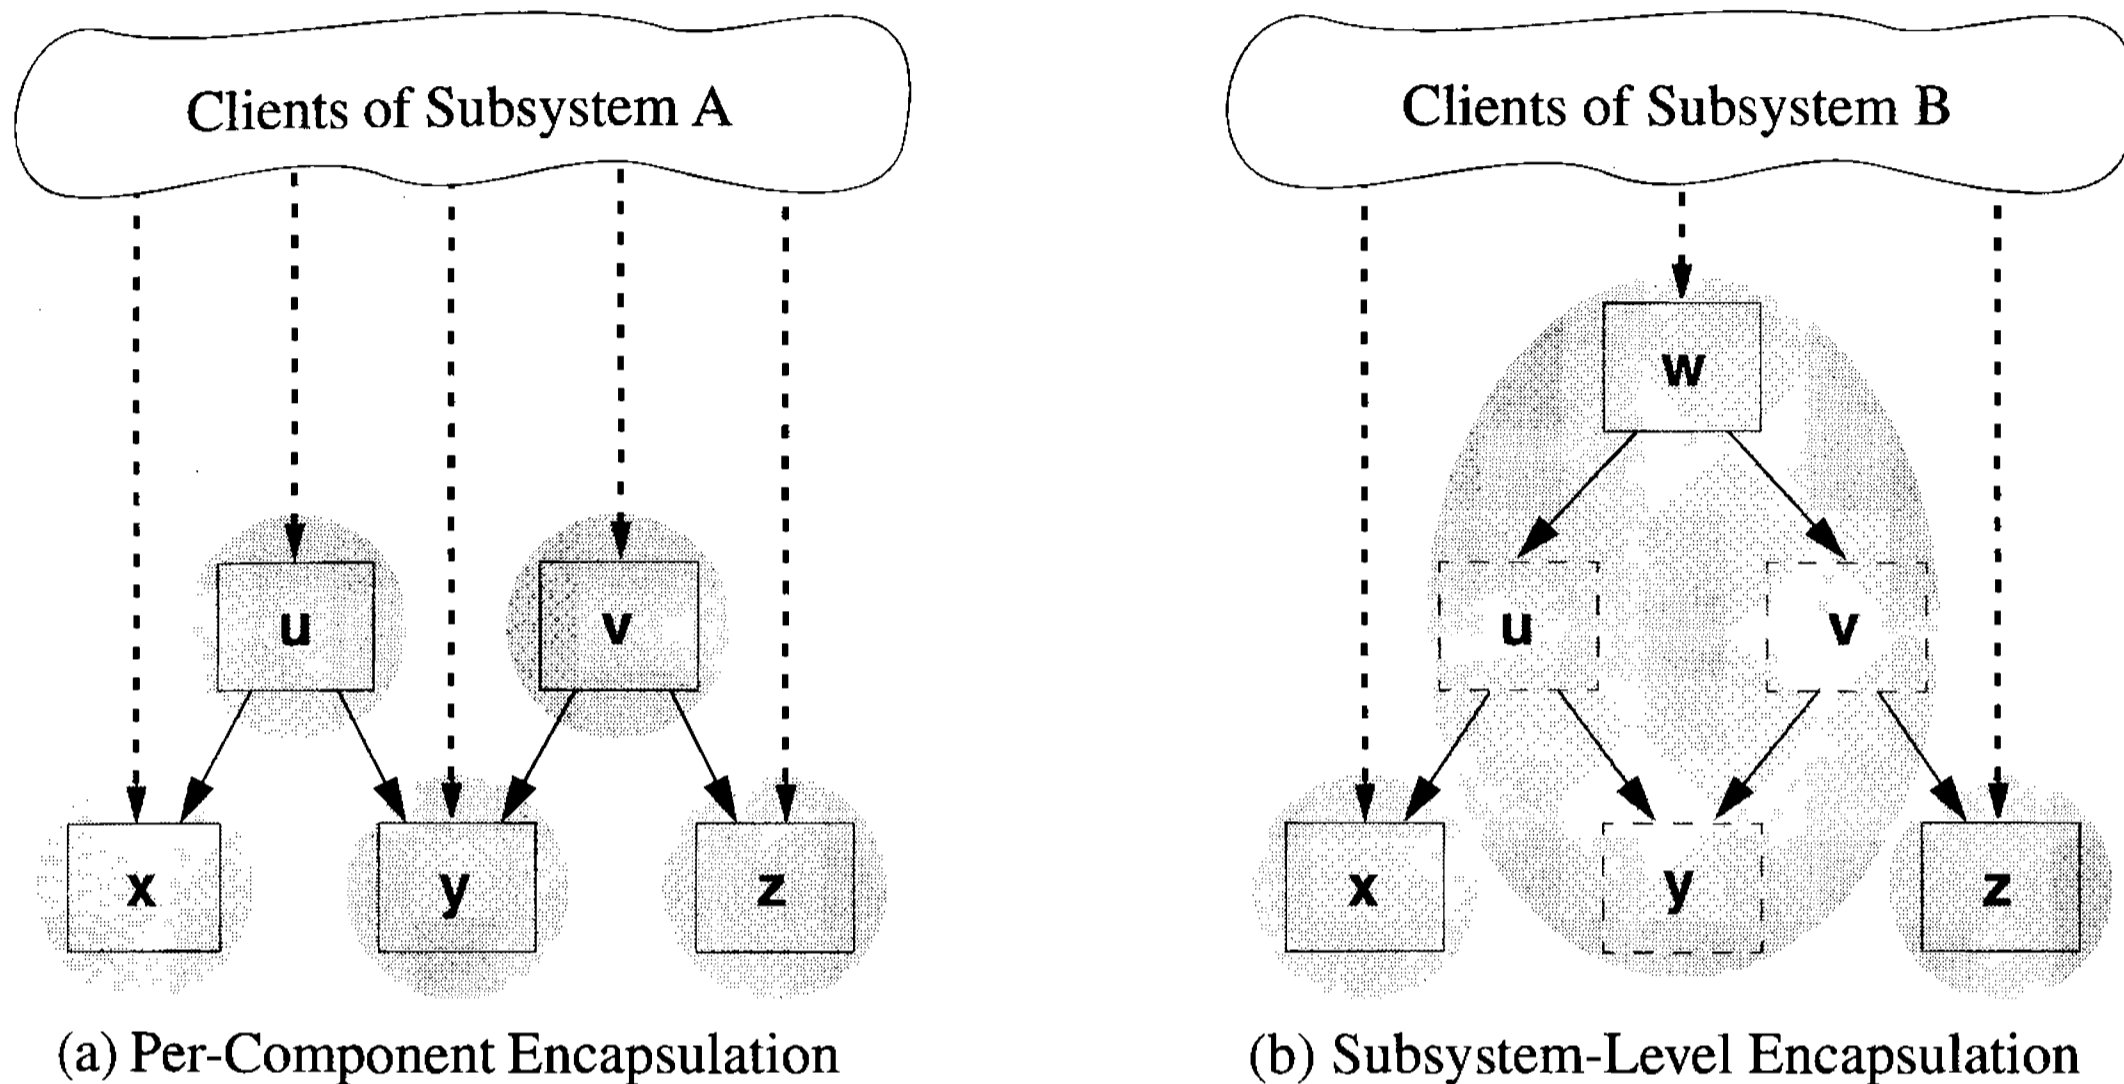 Clients of Subsystem A
Clients of Subsystem B
w
u
v
u
v
x
y
z
x
y
z
(a) Per-Component Encapsulation
(b) Subsystem-Level Encapsulation